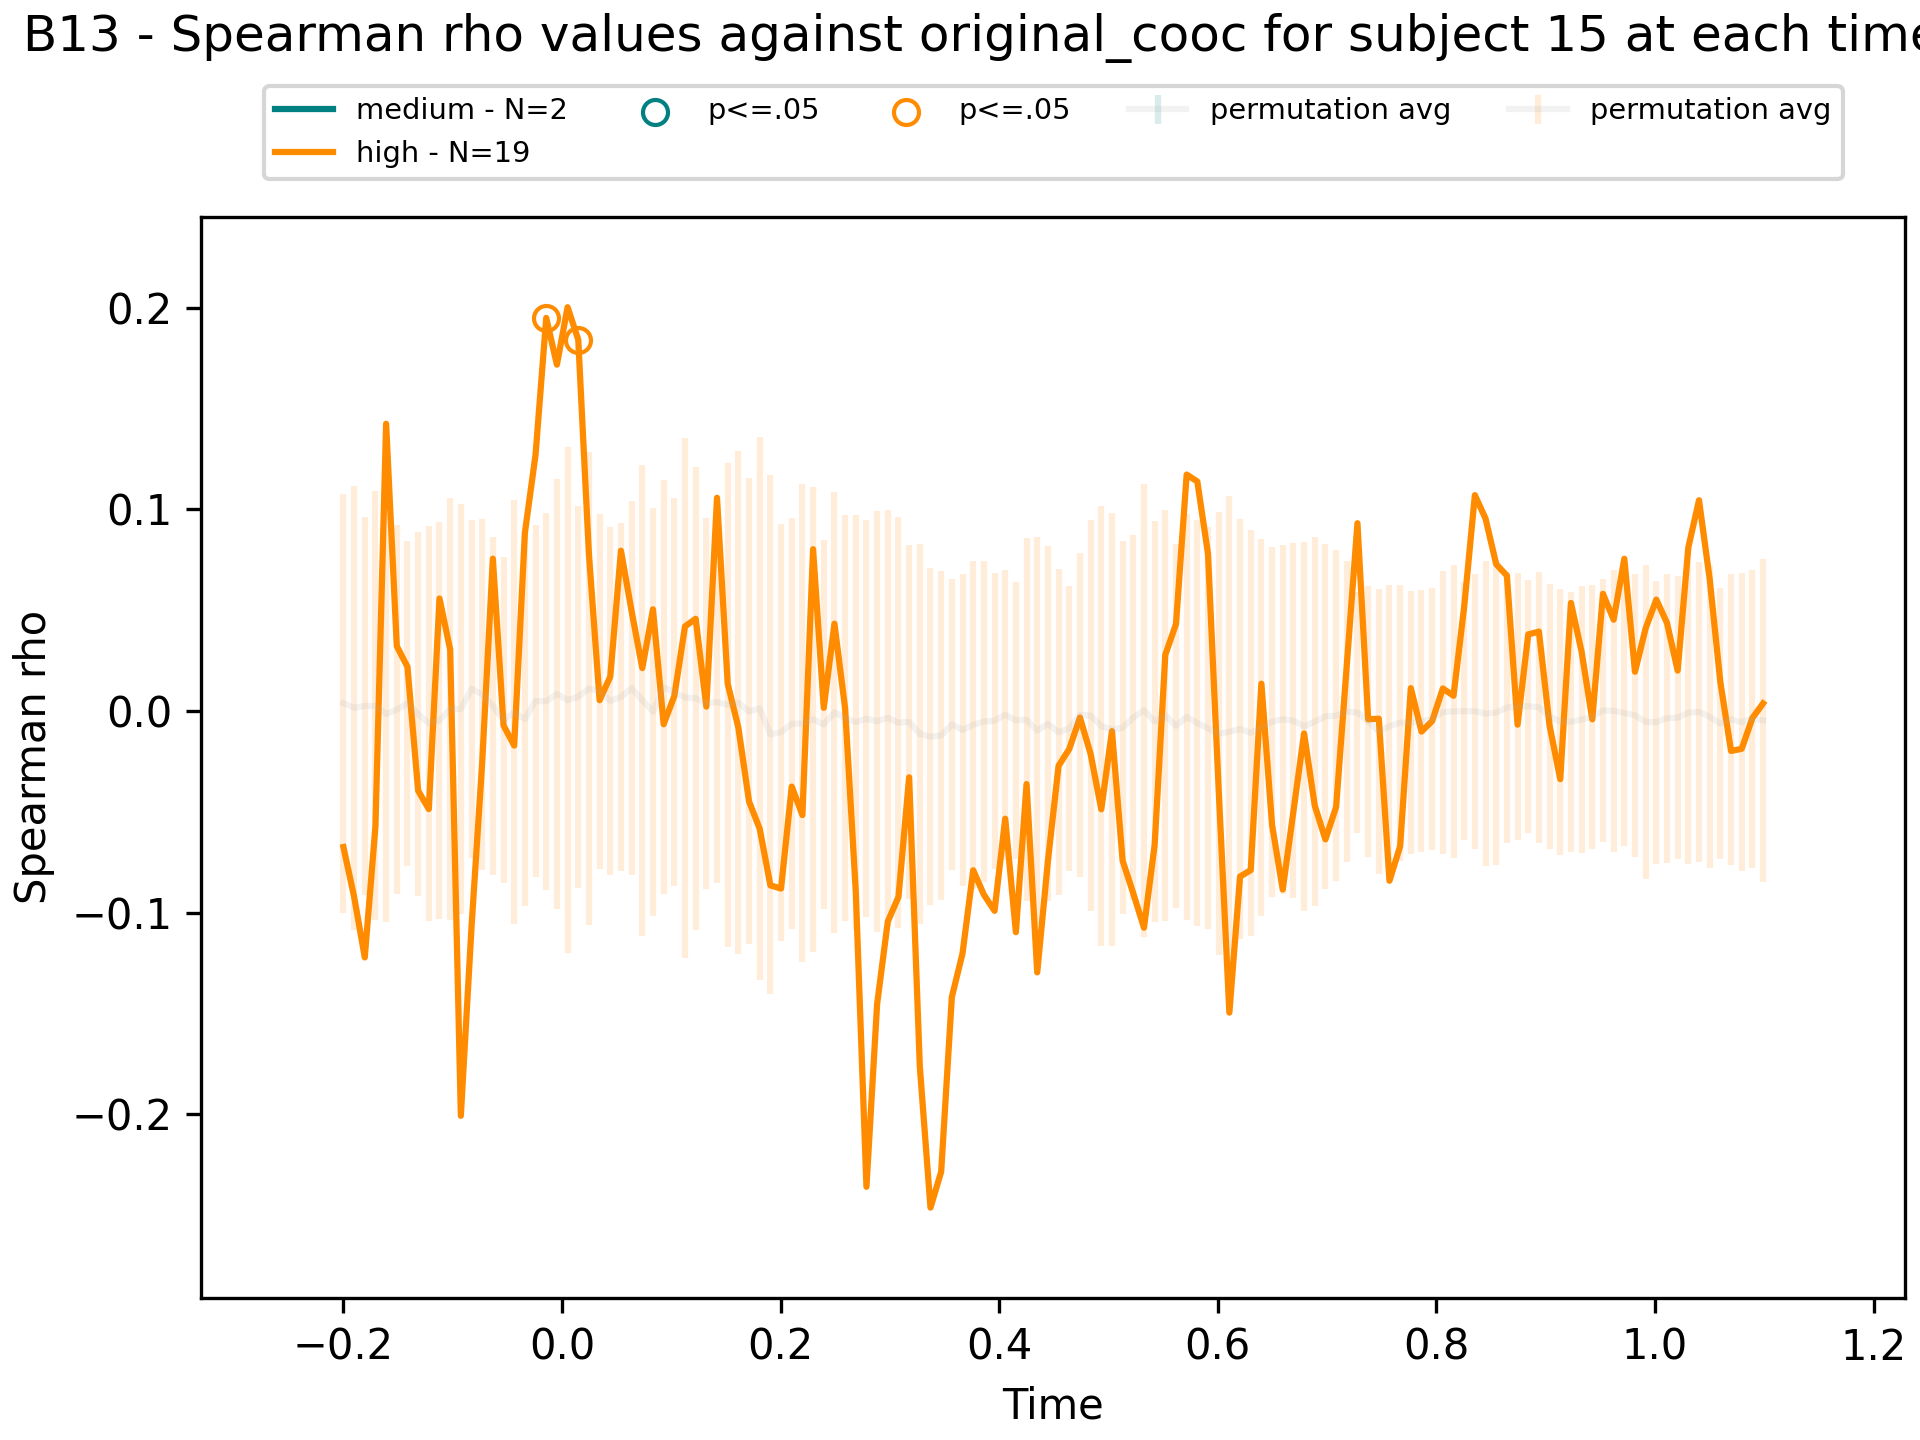 B13 - Spearman rho values against original_cooc for subject 15 at each time
medium - N=2 p<=.05 p<=.05 permutation avg permutation avg
high - N=19
0.2
0.1
0.0
−0.1
−0.2
Spearman rho
−0.2 0.0 0.2 0.4 0.6 0.8 1.0 1.2
Time